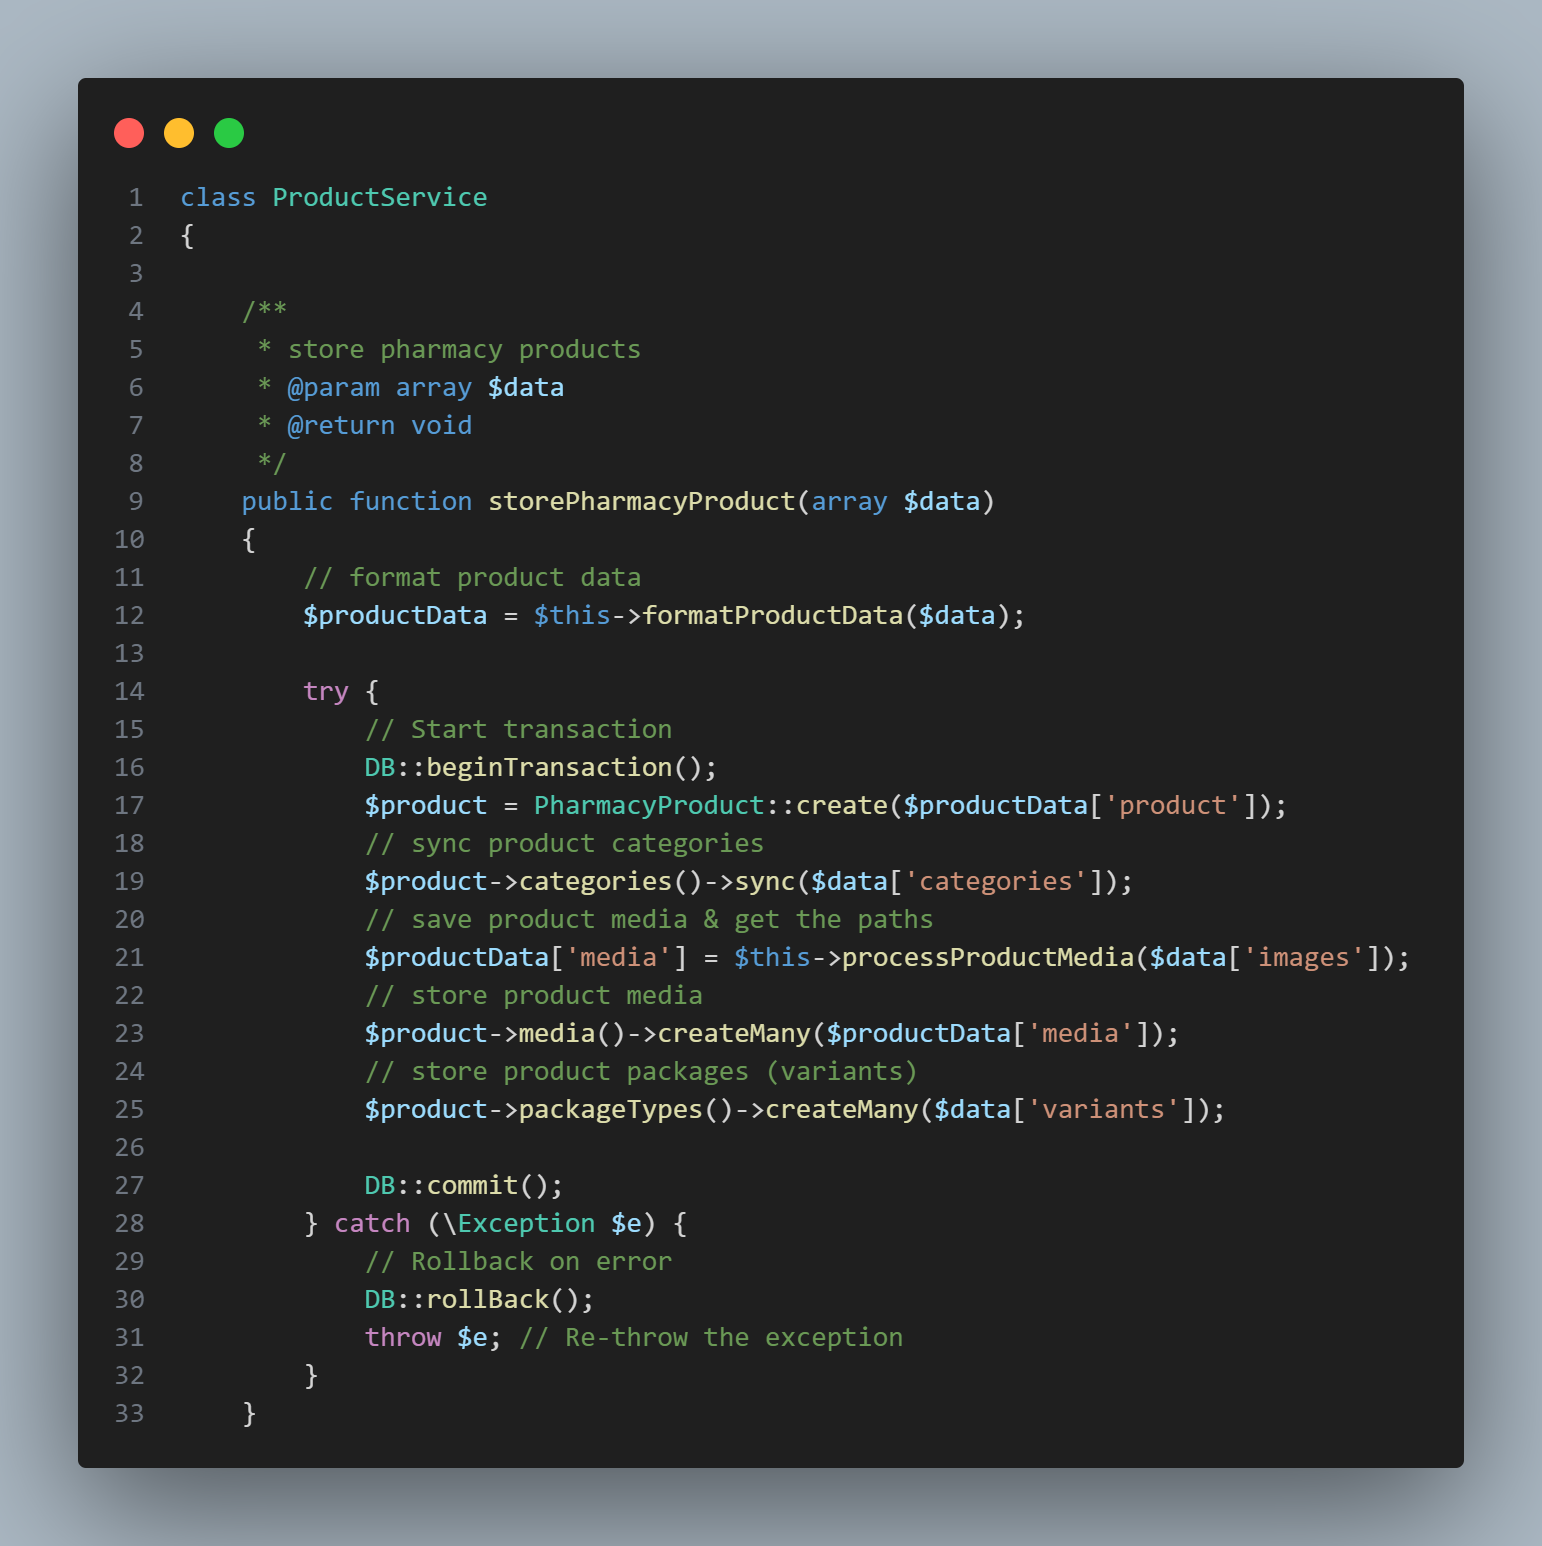 1 class ProductService
2 {
3
4     /**
5      * store pharmacy products
6      * @param array $data
7      * @return void
8      */
9     public function storePharmacyProduct(array $data)
10     {
11         // format product data
12         $productData = $this->formatProductData($data);
13
14         try {
15             // Start transaction
16             DB::beginTransaction();
17             $product = PharmacyProduct::create($productData['product']);
18             // sync product categories
19             $product->categories()->sync($data['categories']);
20             // save product media & get the paths
21             $productData['media'] = $this->processProductMedia($data['images']);
22             // store product media
23             $product->media()->createMany($productData['media']);
24             // store product packages (variants)
25             $product->packageTypes()->createMany($data['variants']);
26
27             DB::commit();
28         } catch (\Exception $e) {
29             // Rollback on error
30             DB::rollBack();
31             throw $e; // Re-throw the exception
32         }
33     }